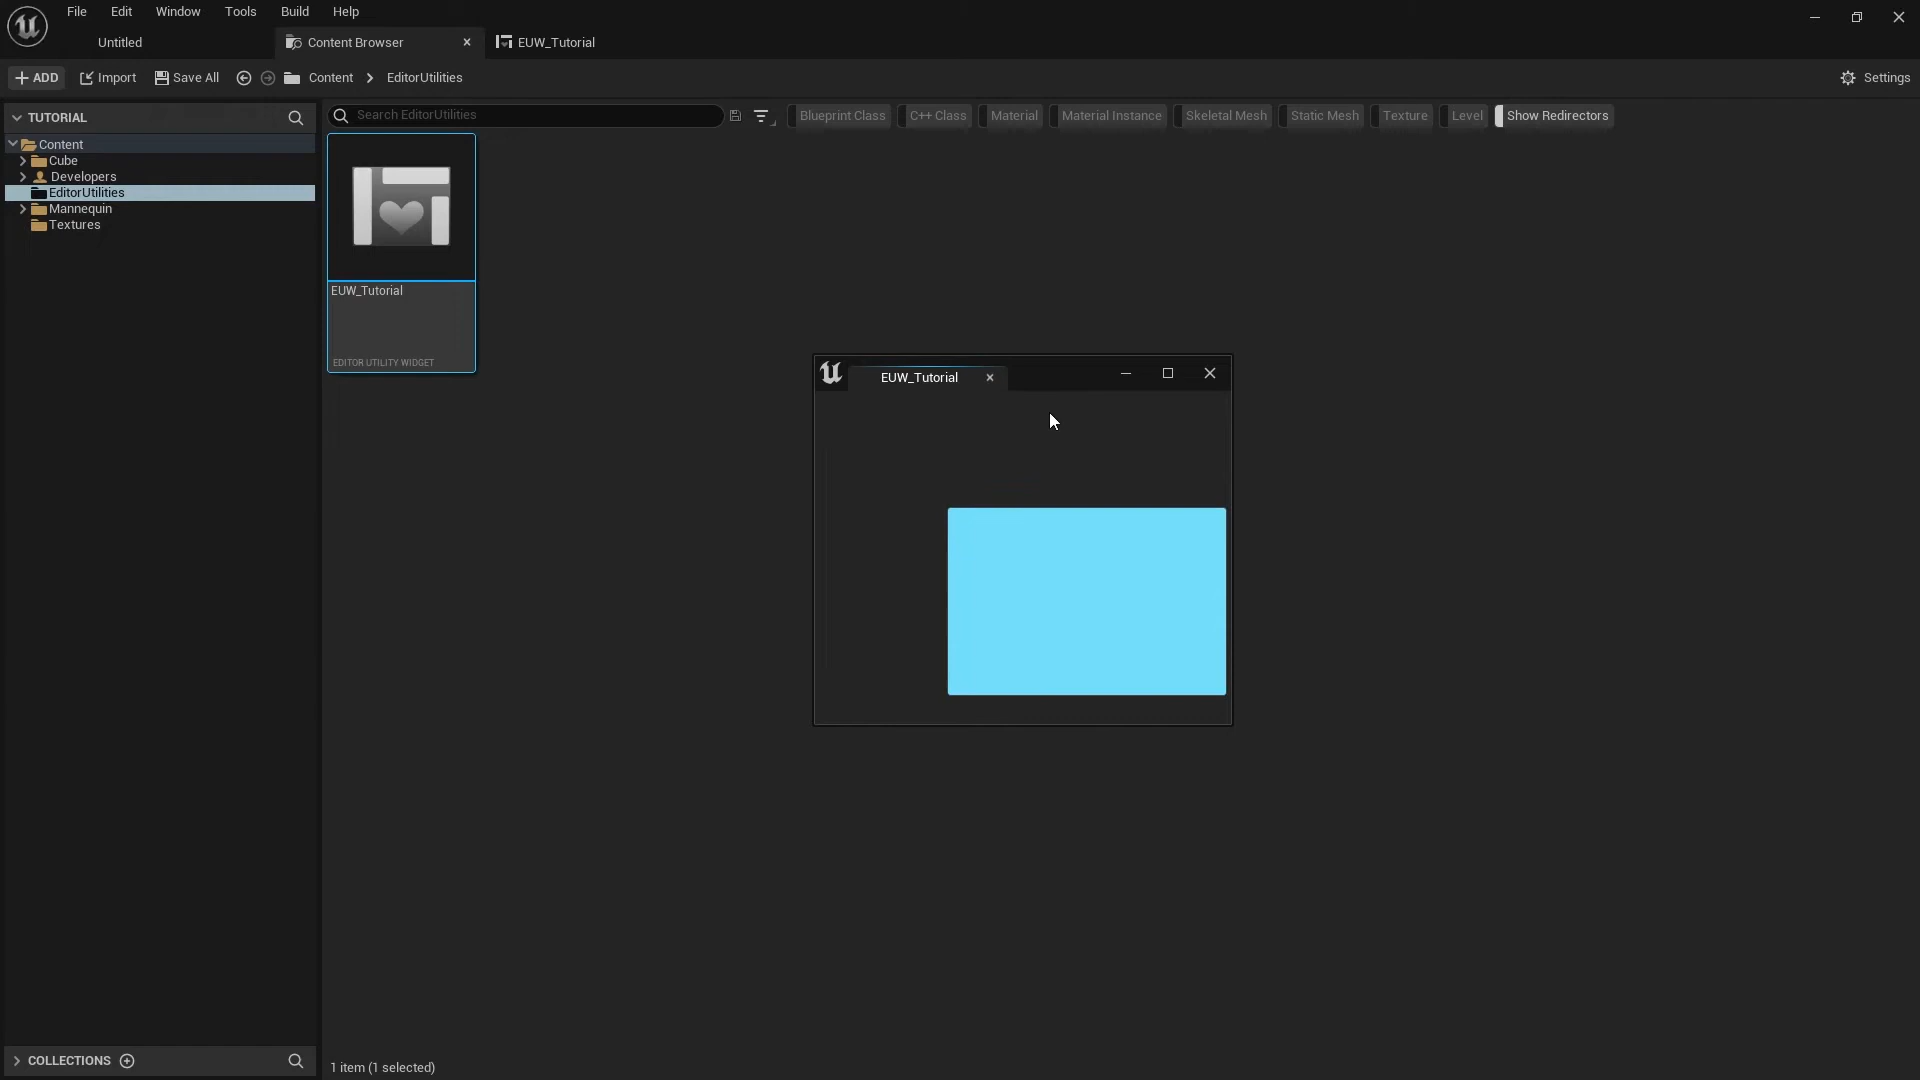 File Edit Window Tools Build Help
Untitled Content Browser EUW_Tutorial
ADD Import Save All Content EditorUtilities Settings
TUTORIAL
Search EditorUtilities Blueprint Class C++ Class Material Material Instance Skeletal Mesh Static Mesh Texture Level Show Redirectors
Content
Cube
Developers
EditorUtilities
Mannequin
Textures
EUW_Tutorial
EDITOR UTILITY WIDGET
EUW_Tutorial
COLLECTIONS
1 item (1 selected)